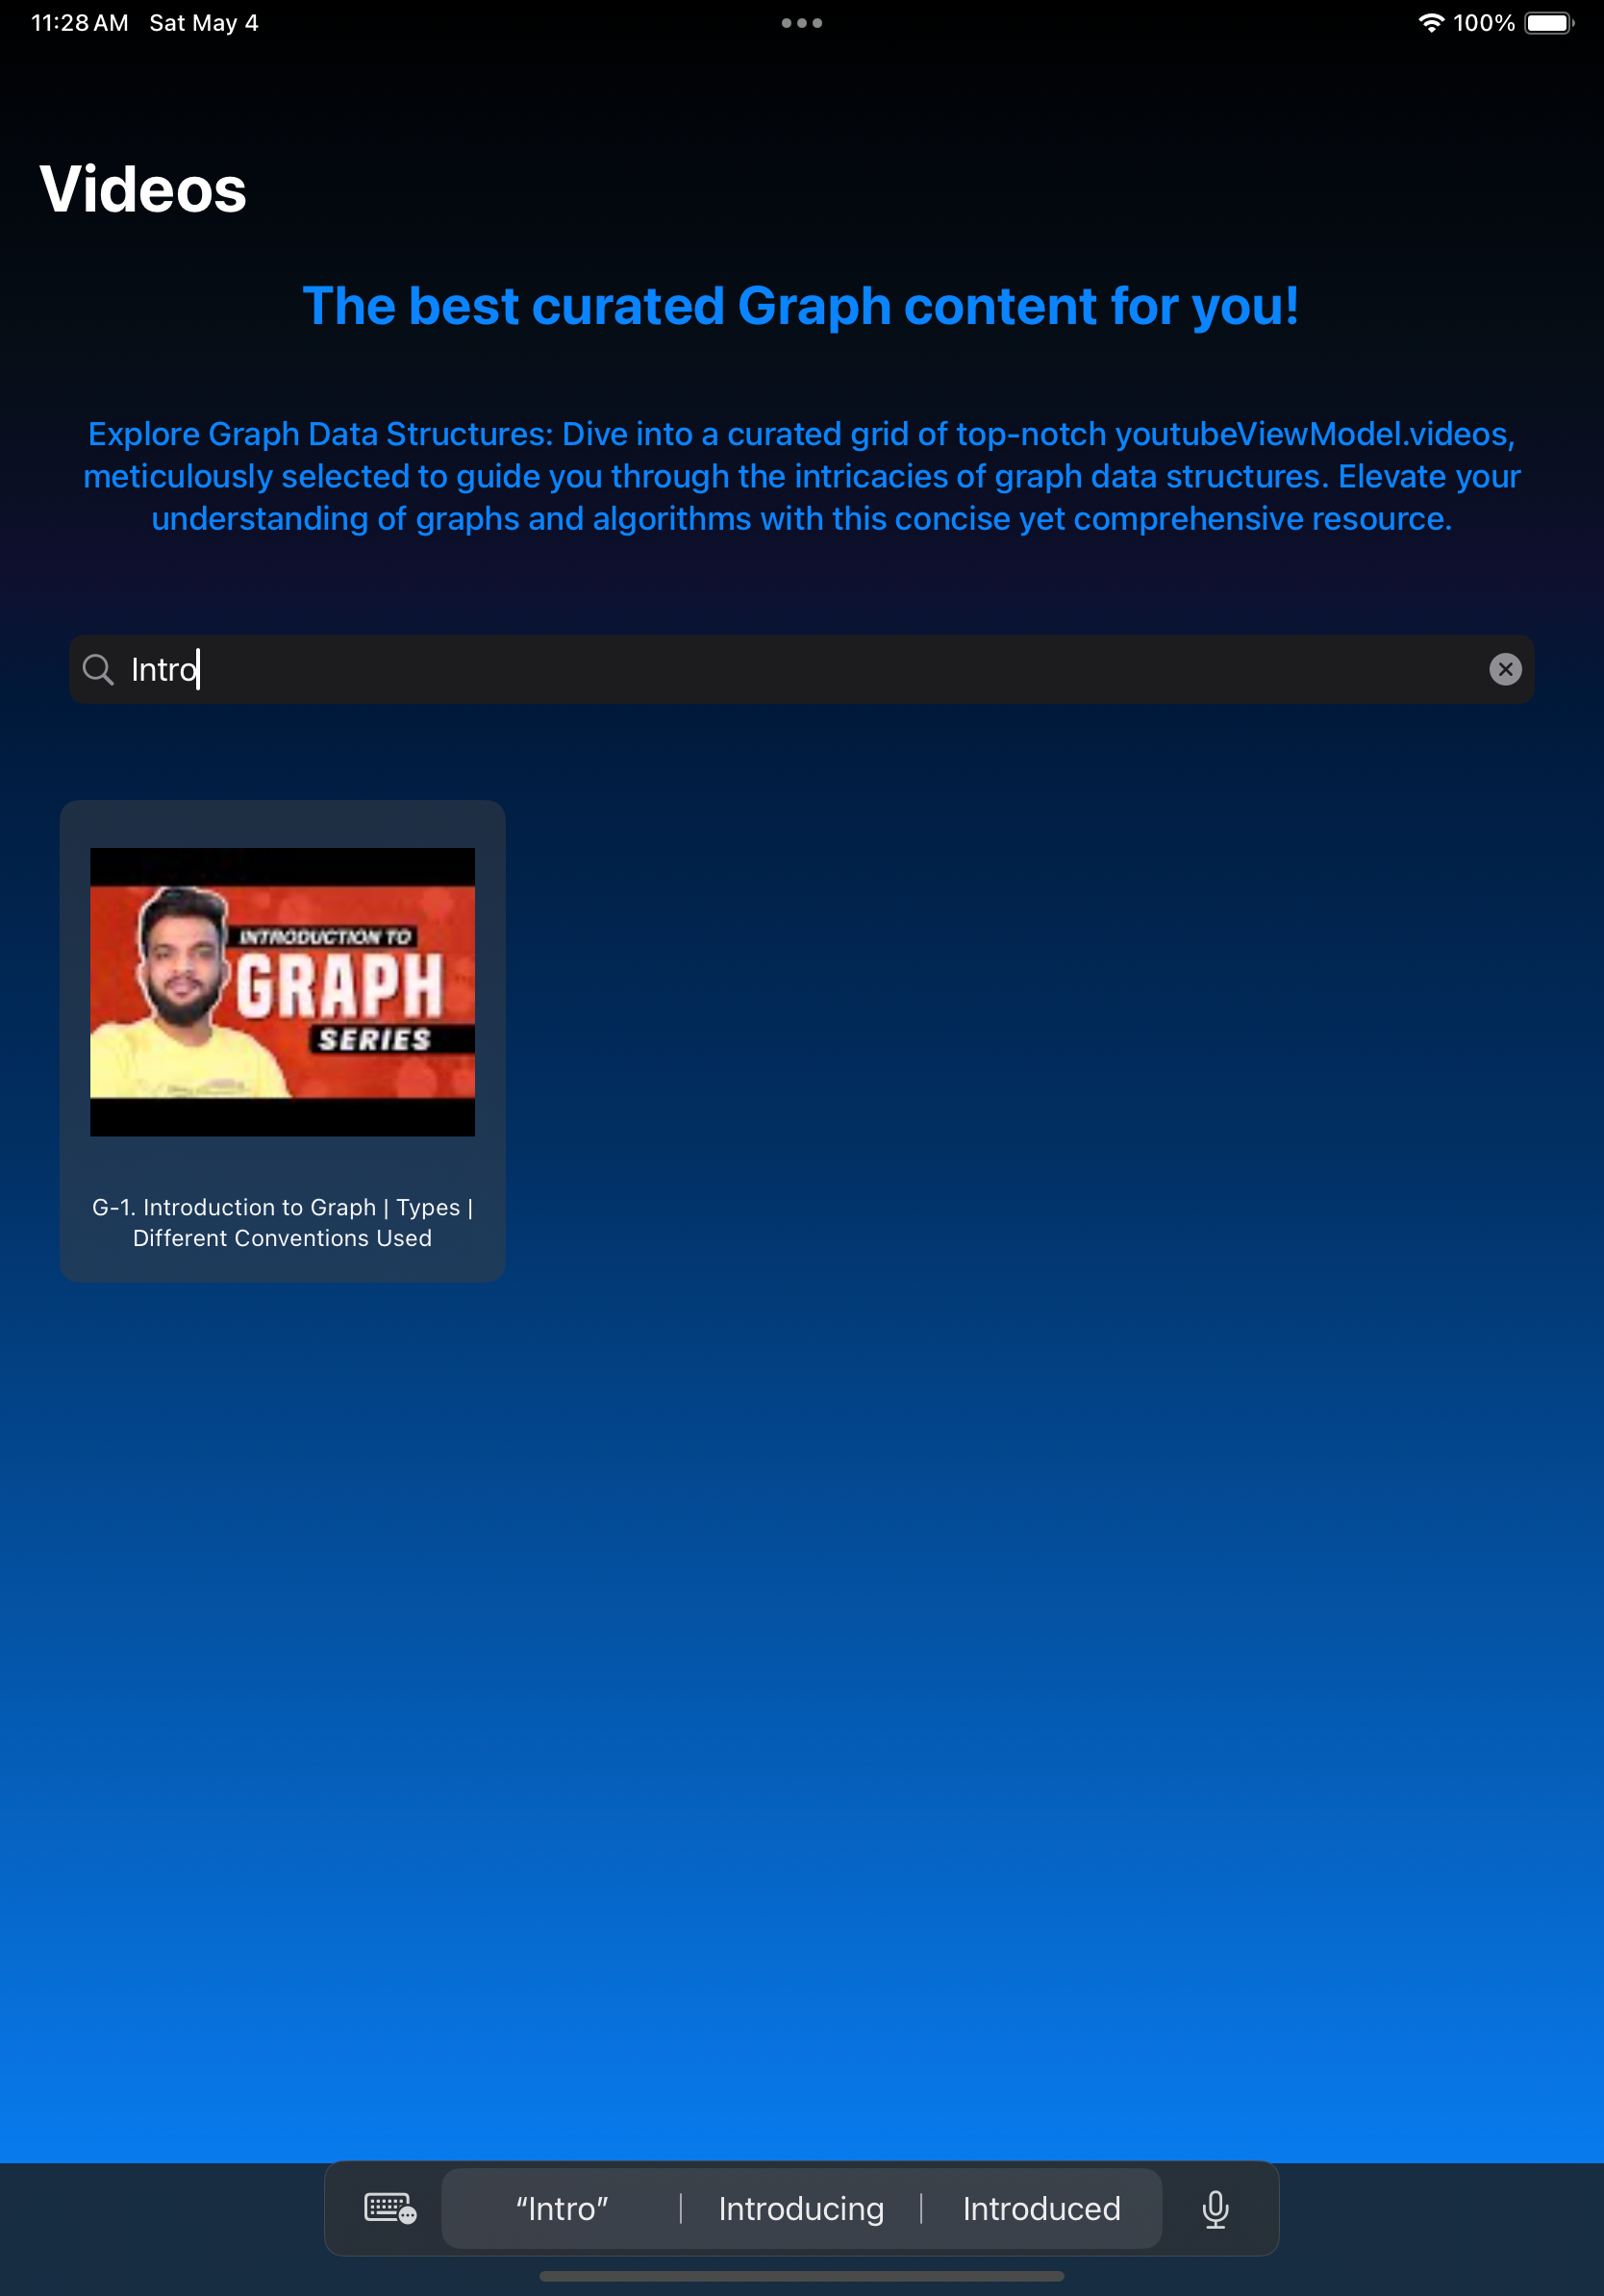 11:28 AM Sat May 4
100%
Videos
The best curated Graph content for you!
Explore Graph Data Structures: Dive into a curated grid of top-notch youtubeViewModel.videos,
meticulously selected to guide you through the intricacies of graph data structures. Elevate your
understanding of graphs and algorithms with this concise yet comprehensive resource.
Intro
INTRODUCTION TO
GRAPH
SERIES
G-1. Introduction to Graph | Types |
Different Conventions Used
“Intro” Introducing Introduced